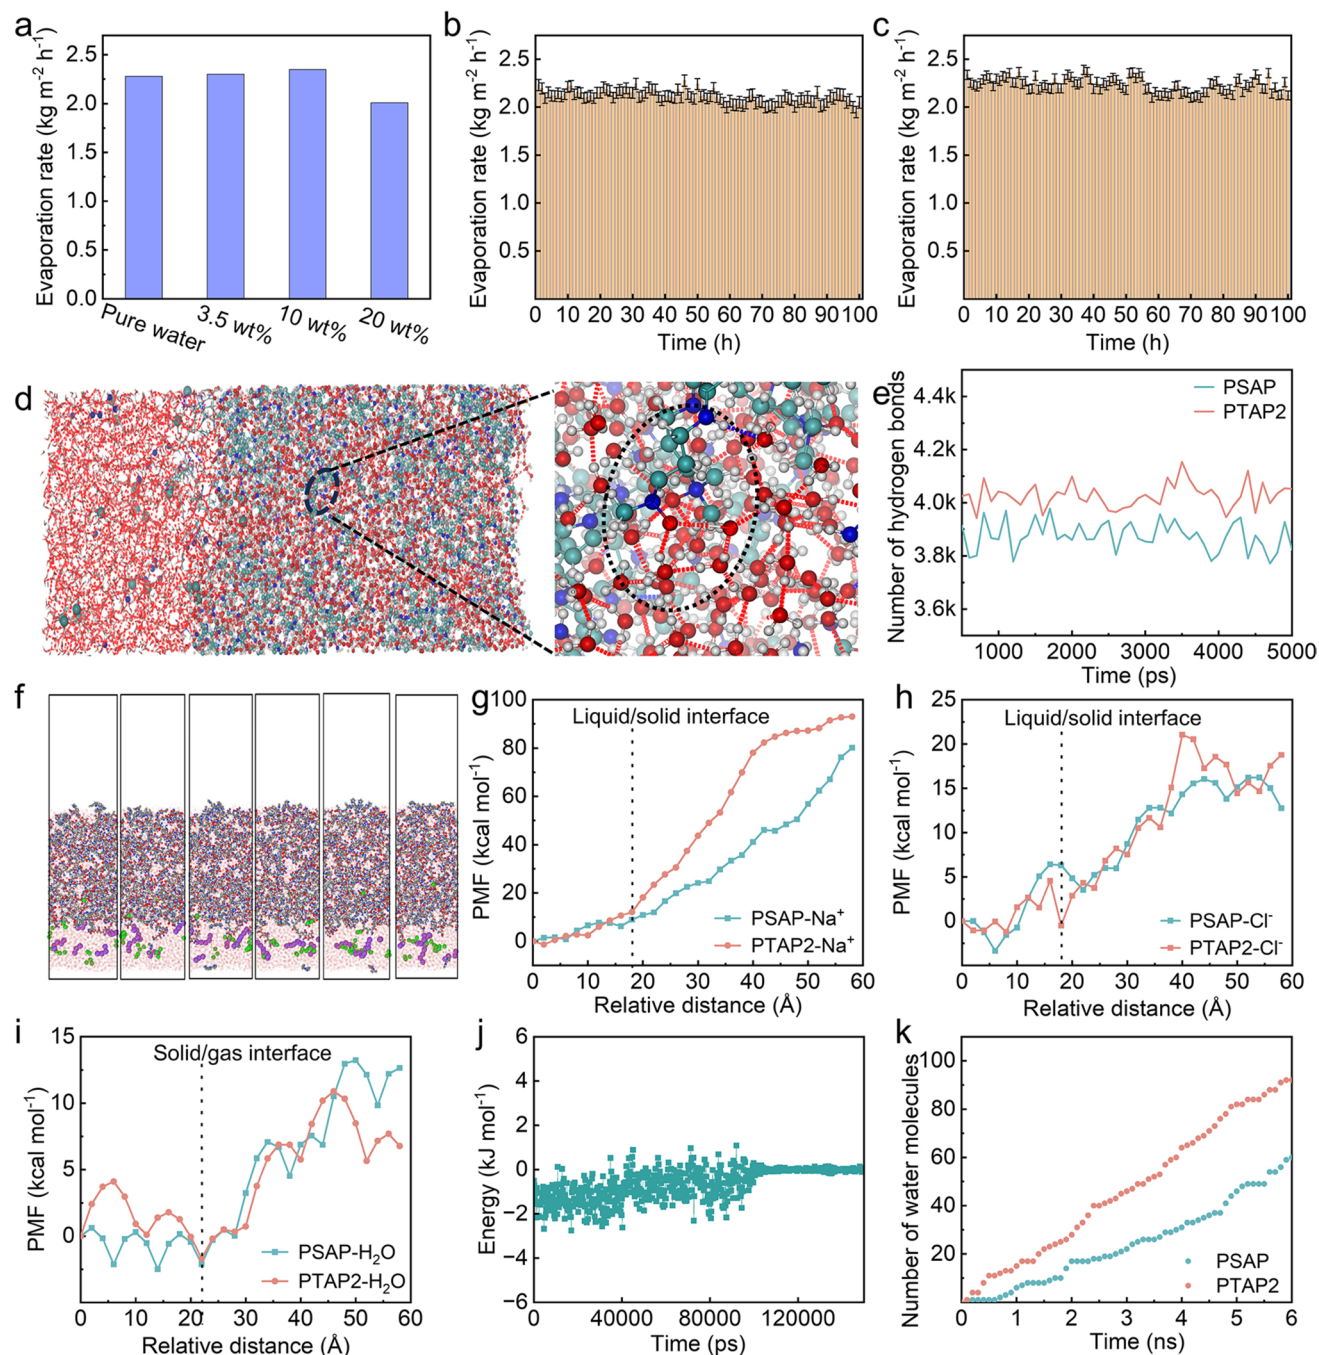 a
Evaporation rate (kg m⁻² h⁻¹)
2.5
2.0
1.5
1.0
0.5
0.0
Pure water
3.5 wt%
10 wt%
20 wt%
b
Evaporation rate (kg m⁻² h⁻¹)
2.5
2.0
1.5
1.0
0.5
0 10 20 30 40 50 60 70 80 90 100
Time (h)
c
Evaporation rate (kg m⁻² h⁻¹)
2.5
2.0
1.5
1.0
0.5
0 10 20 30 40 50 60 70 80 90 100
Time (h)
d
e
Number of hydrogen bonds
4.4k
4.2k
4.0k
3.8k
3.6k
PSAP
PTAP2
1000 2000 3000 4000 5000
Time (ps)
f
g
PMF (kcal mol⁻¹)
100
80
60
40
20
0
Liquid/solid interface
PSAP-Na⁺
PTAP2-Na⁺
0 10 20 30 40 50 60
Relative distance (Å)
h
PMF (kcal mol⁻¹)
25
20
15
10
5
0
Liquid/solid interface
PSAP-Cl⁻
PTAP2-Cl⁻
0 10 20 30 40 50 60
Relative distance (Å)
i
PMF (kcal mol⁻¹)
15
10
5
0
Solid/gas interface
PSAP-H₂O
PTAP2-H₂O
0 10 20 30 40 50 60
Relative distance (Å)
j
Energy (kJ mol⁻¹)
6
4
2
0
−2
−4
−6
0 40000 80000 120000
Time (ps)
k
Number of water molecules
100
80
60
40
20
PSAP
PTAP2
0 1 2 3 4 5 6
Time (ns)